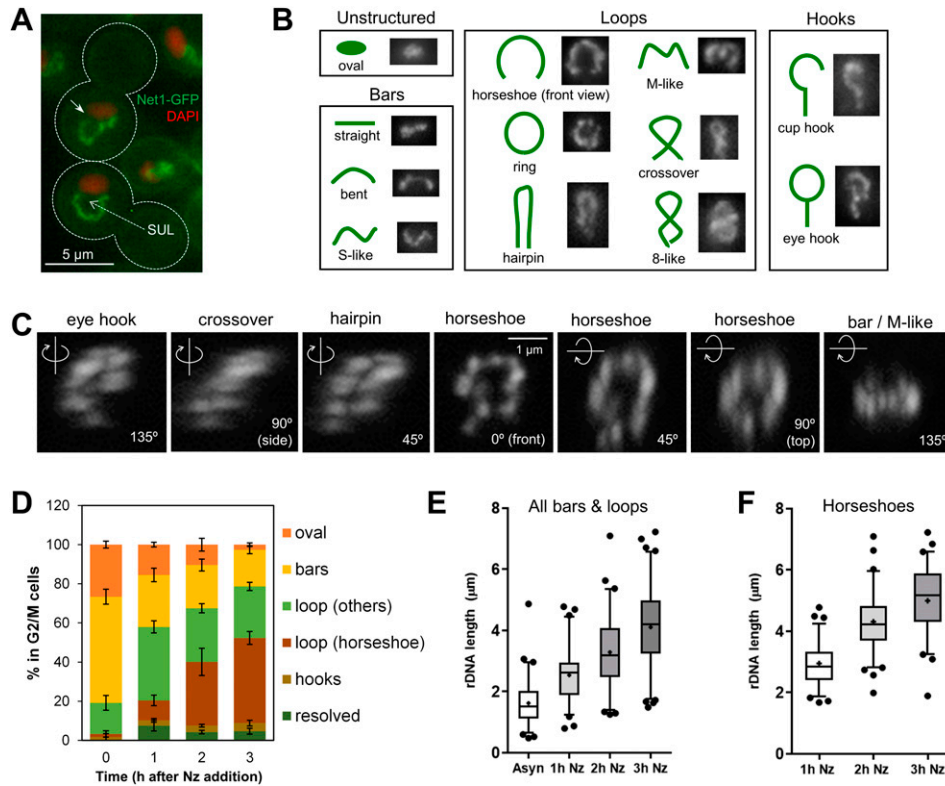 A
Net1-GFP
DAPI
SUL
5 µm
B
Unstructured
oval
Bars
straight
bent
S-like
Loops
horseshoe (front view)
M-like
ring
crossover
hairpin
8-like
Hooks
cup hook
eye hook
C
eye hook
crossover
hairpin
horseshoe
horseshoe
horseshoe
bar / M-like
135º
90º
(side)
45º
1 µm
0º (front)
45º
90º
(top)
135º
D
% in G2/M cells
120
100
80
60
40
20
0
0 1 2 3
Time (h after Nz addition)
oval
bars
loop (others)
loop (horseshoe)
hooks
resolved
E
All bars & loops
rDNA length (µm)
8
6
4
2
0
Asyn 1h Nz 2h Nz 3h Nz
F
Horseshoes
rDNA length (µm)
8
6
4
2
0
1h Nz 2h Nz 3h Nz